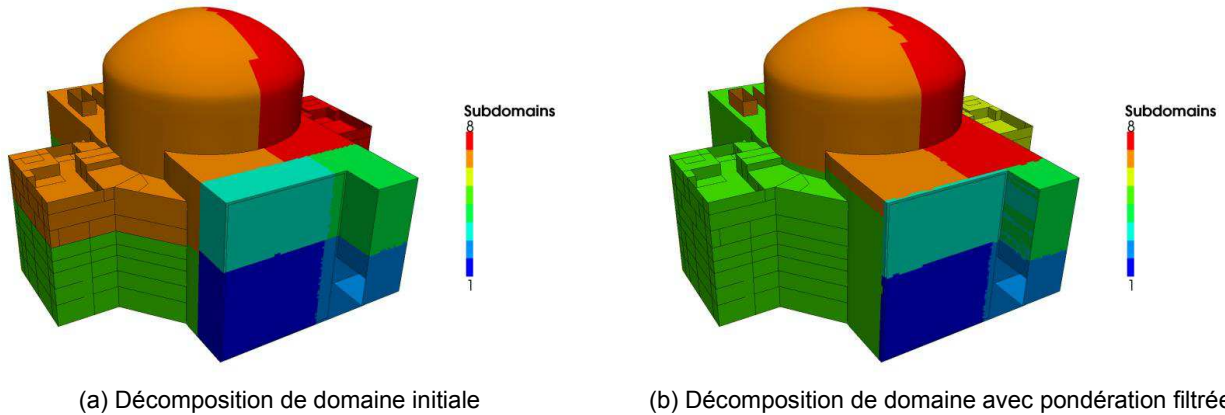 Subdomains
8
1
Subdomains
8
1
(a) Décomposition de domaine initiale
(b) Décomposition de domaine avec pondération filtrée